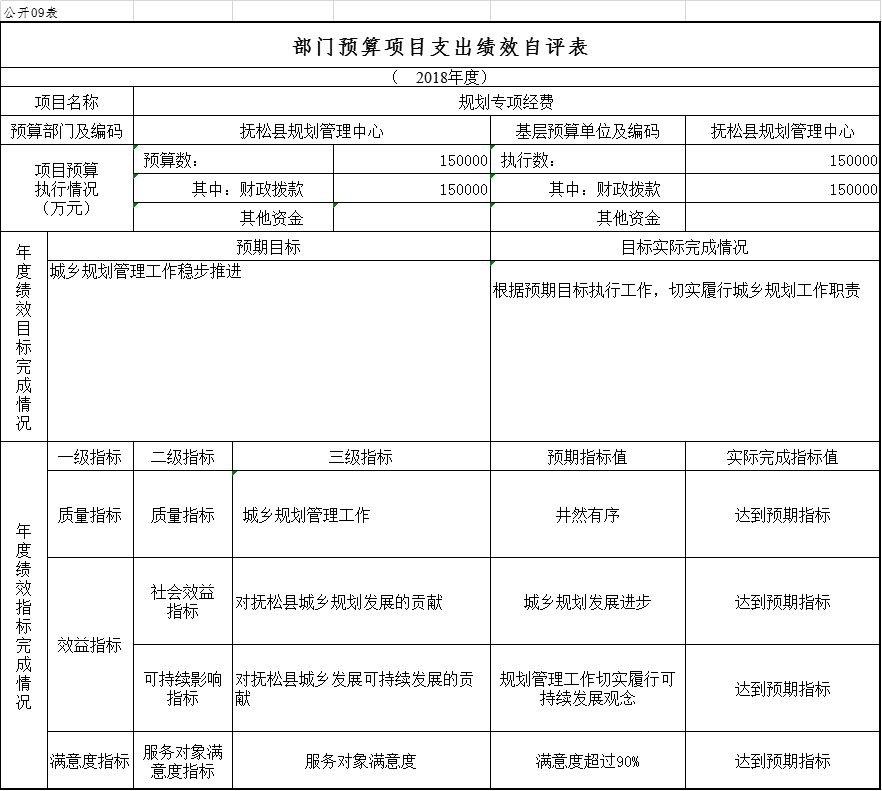 公开09表
部门预算项目支出绩效自评表
（ 2018年度）
项目名称 规划专项经费
预算部门及编码 抚松县规划管理中心 基层预算单位及编码 抚松县规划管理中心
项目预算
执行情况
（万元）
预算数： 150000 执行数： 150000
其中：财政拨款 150000 其中：财政拨款 150000
其他资金 其他资金
年度绩效目标完成情况
预期目标 目标实际完成情况
城乡规划管理工作稳步推进
根据预期目标执行工作，切实履行城乡规划工作职责
年度绩效指标完成情况
一级指标 二级指标 三级指标 预期指标值 实际完成指标值
质量指标 质量指标 城乡规划管理工作 井然有序 达到预期指标
效益指标
社会效益
指标
对抚松县城乡规划发展的贡献 城乡规划发展进步 达到预期指标
可持续影响
指标
对抚松县城乡发展可持续发展的贡
献
规划管理工作切实履行可
持续发展观念
达到预期指标
满意度指标
服务对象满
意度指标
服务对象满意度 满意度超过90% 达到预期指标